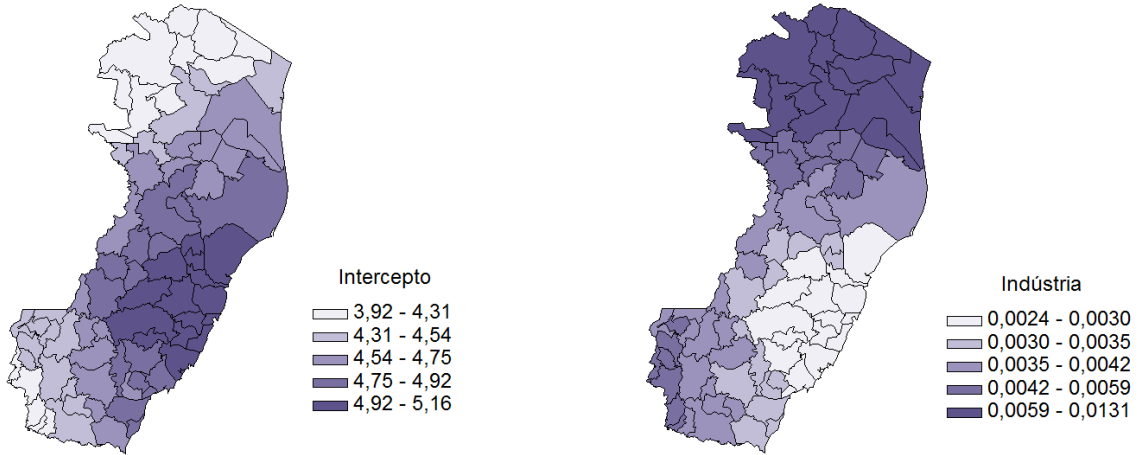 Intercepto
3,92 - 4,31
4,31 - 4,54
4,54 - 4,75
4,75 - 4,92
4,92 - 5,16
Indústria
0,0024 - 0,0030
0,0030 - 0,0035
0,0035 - 0,0042
0,0042 - 0,0059
0,0059 - 0,0131